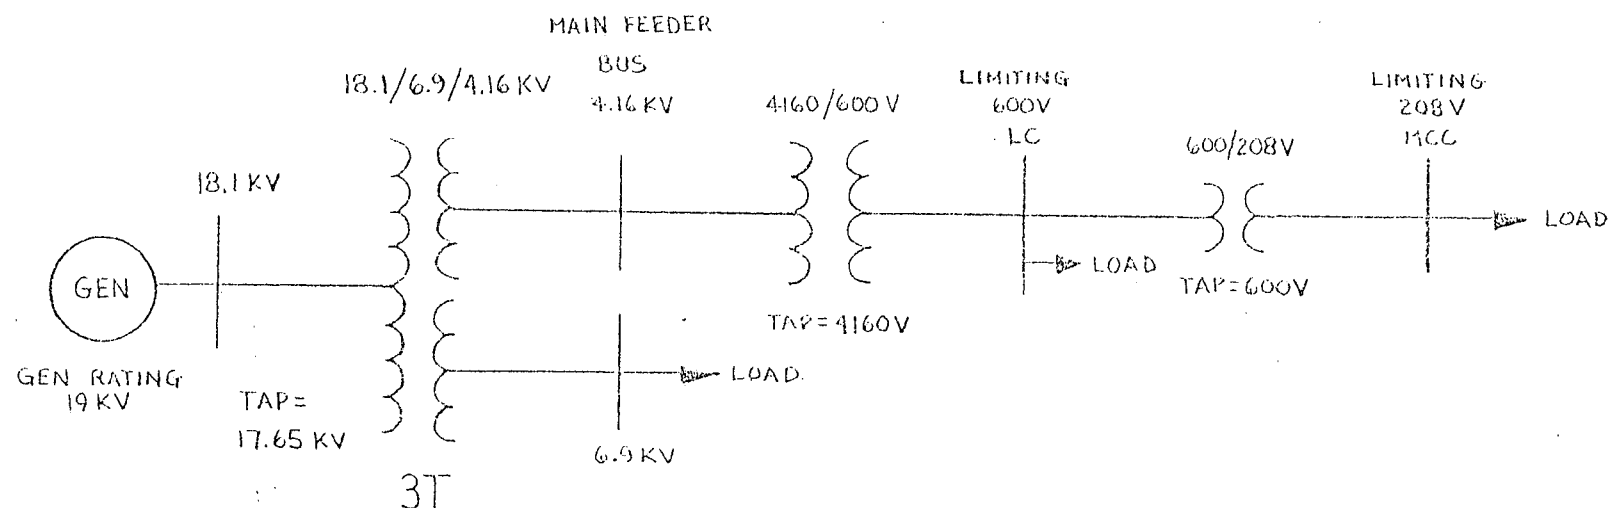 MAIN FEEDER
BUS
4.16 KV
18.1/6.9/4.16 KV
4160/600 V
LIMITING
600V
LC
600/208V
LIMITING
208V
MCC
18.1 KV
GEN
LOAD
LOAD
TAP=600V
TAP=4160V
GEN RATING
19 KV
TAP=
17.65 KV
LOAD
6.9 KV
3T